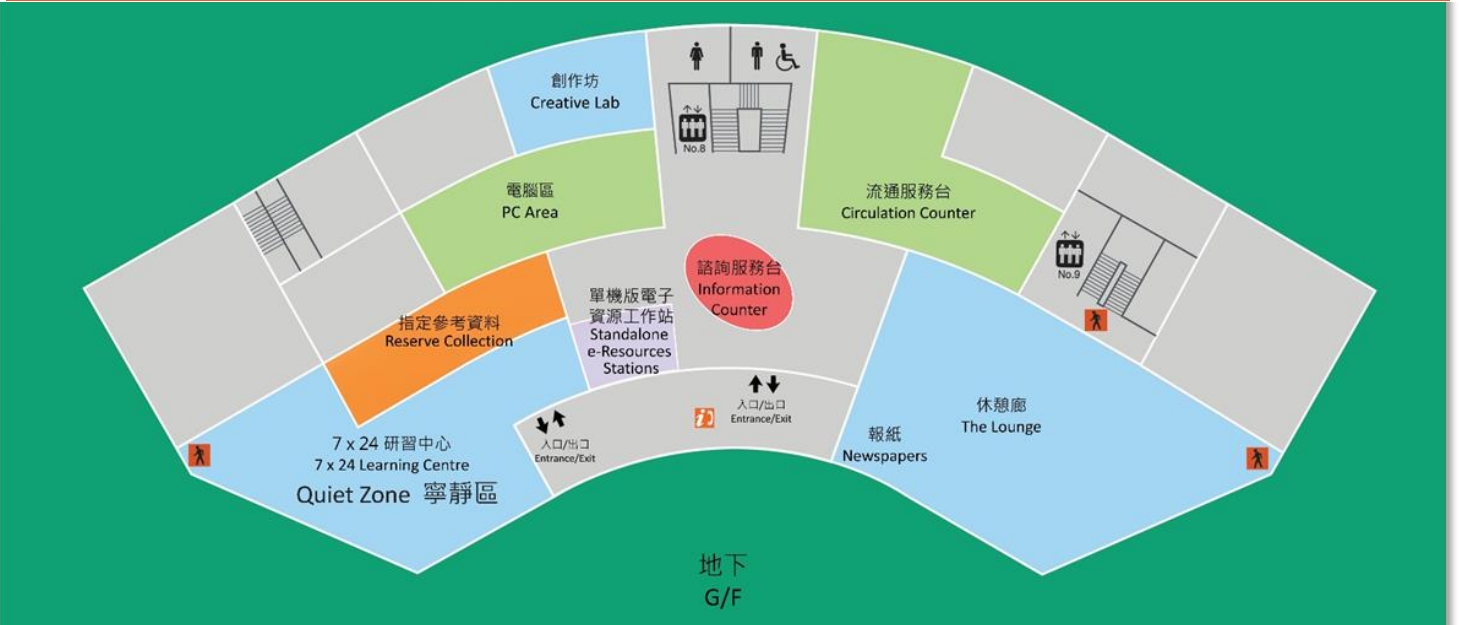 創作坊
Creative Lab
No.8
電腦區
PC Area
流通服務台
Circulation Counter
No.9
諮詢服務台
Information
Counter
單機版電子
資源工作站
Standalone
e-Resources
Stations
指定參考資料
Reserve Collection
入口/出口
Entrance/Exit
入口/出口
Entrance/Exit
休憩廊
The Lounge
報紙
Newspapers
7 x 24 研習中心
7 x 24 Learning Centre
Quiet Zone 寧靜區
地下
G/F